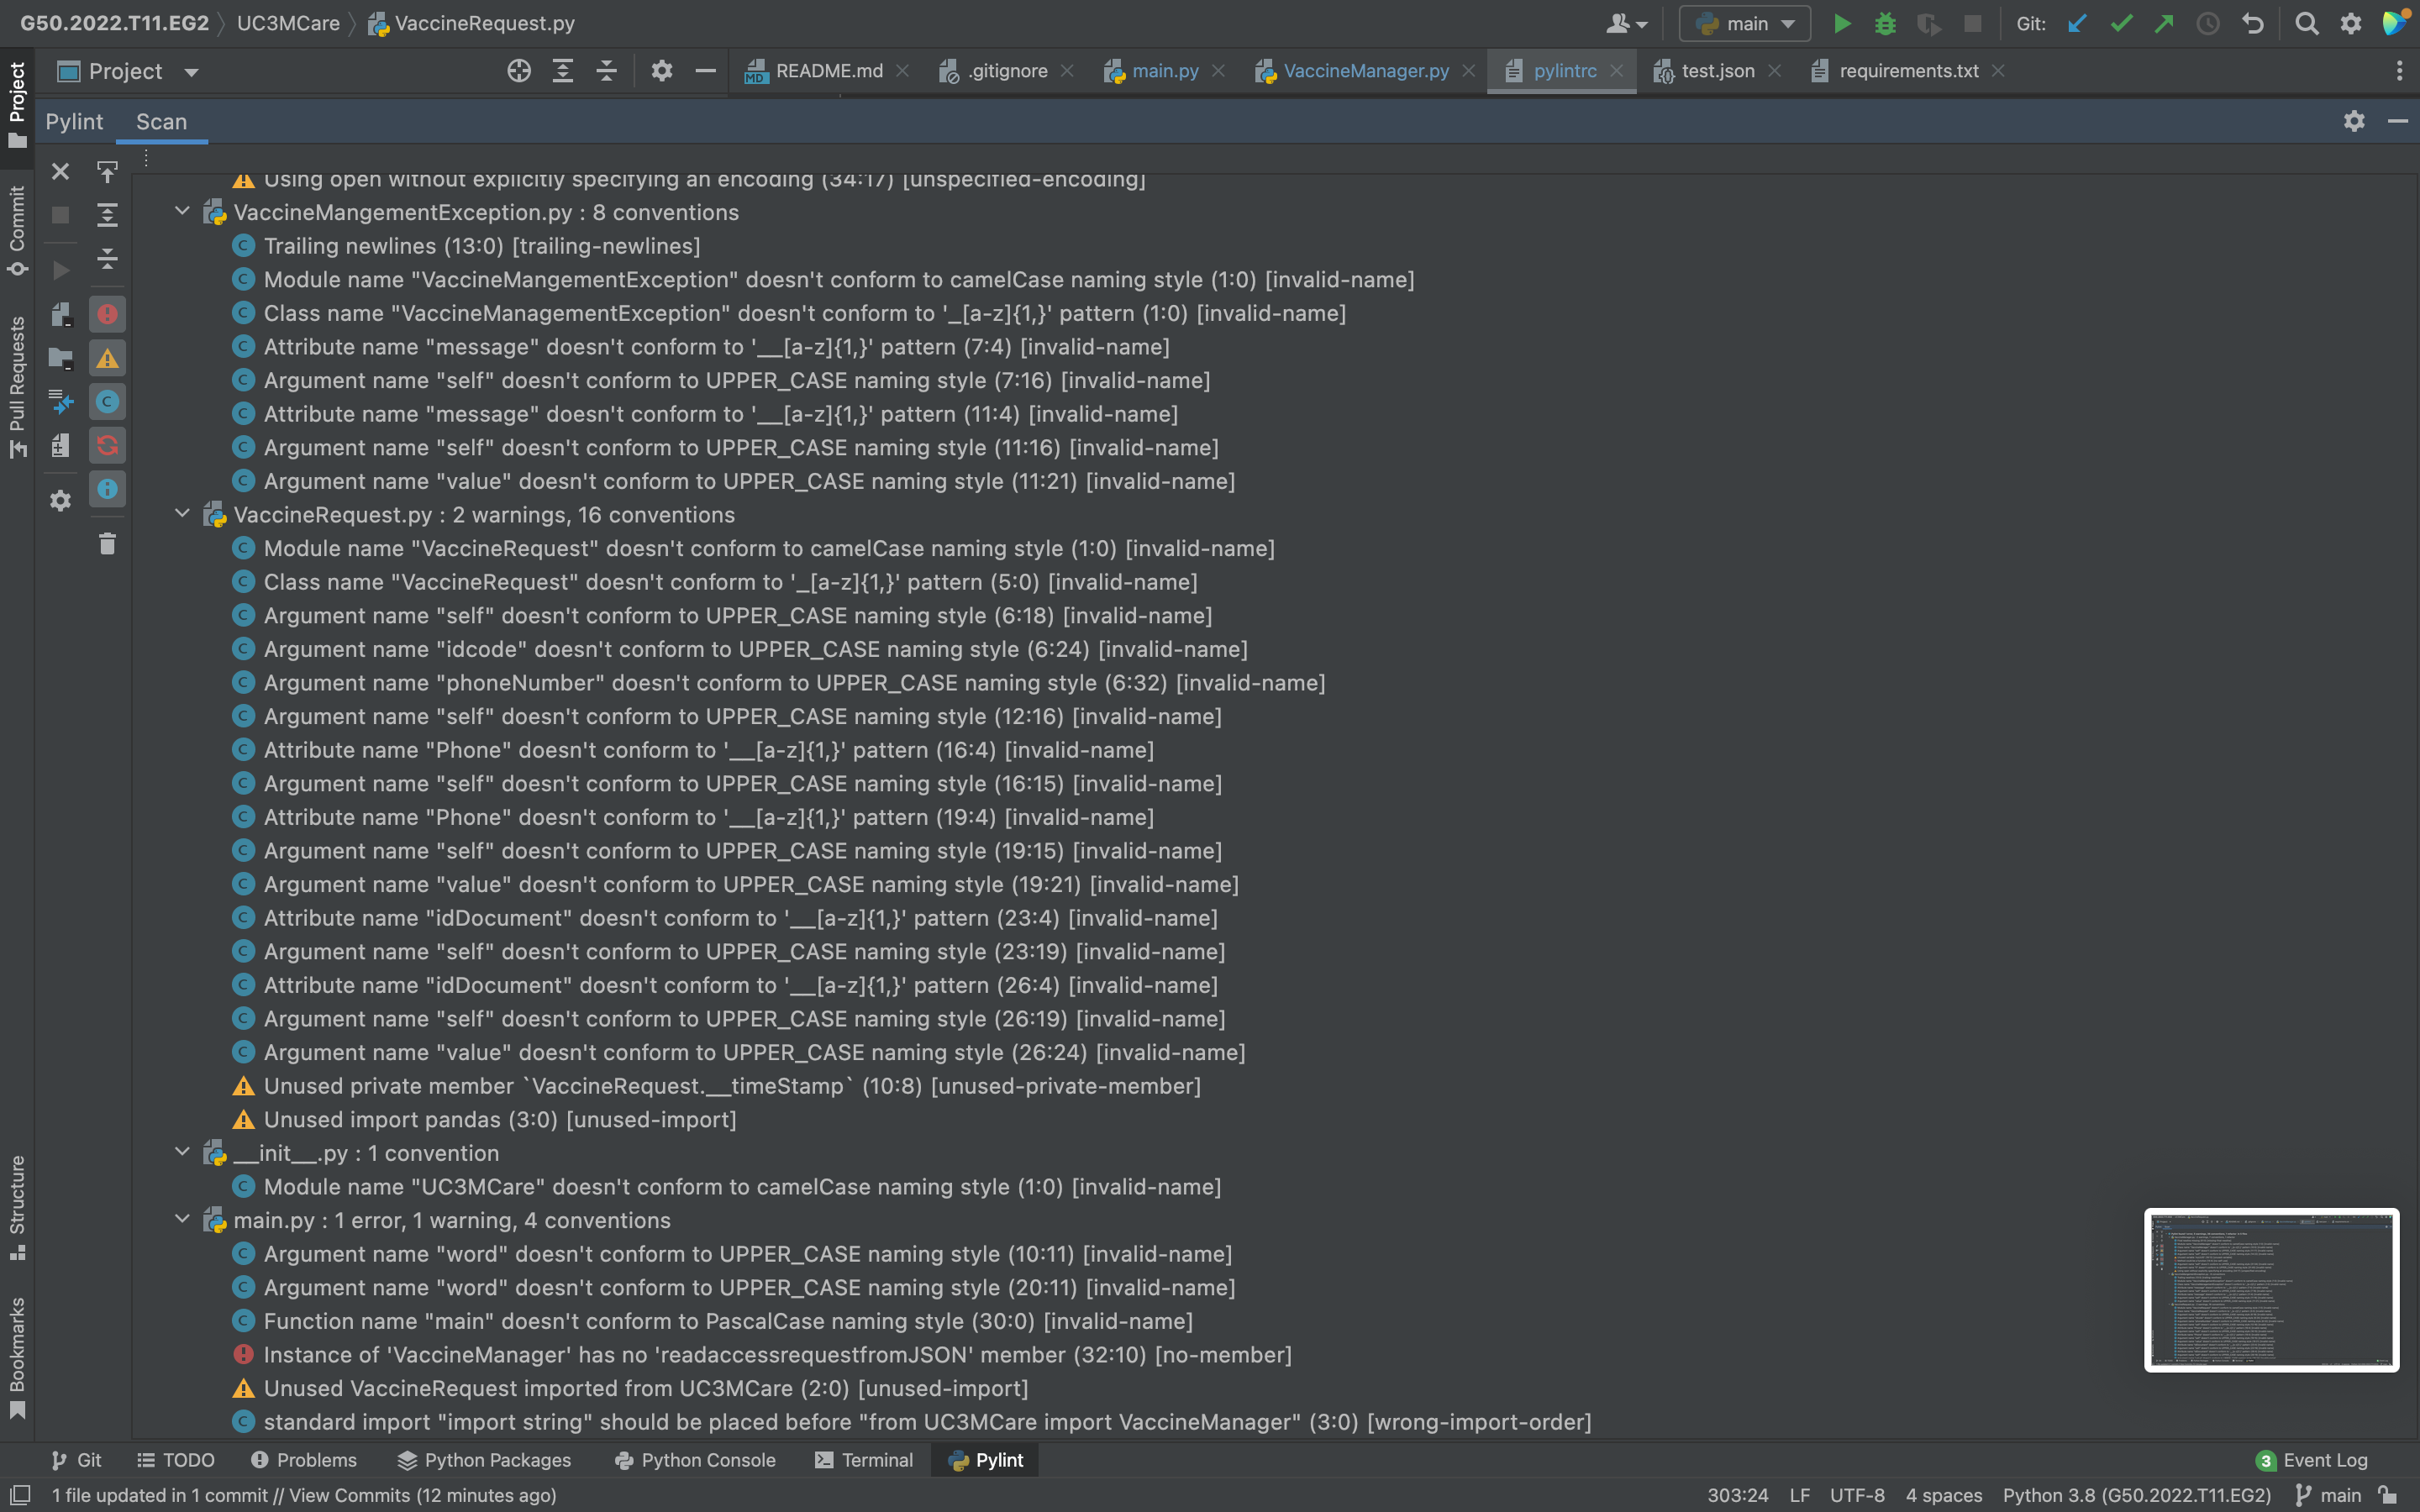 G50.2022.T11.EG2 UC3MCare VaccineRequest.py main Git:
Project README.md .gitignore main.py VaccineManager.py pylintrc test.json requirements.txt
Pylint Scan
Using open without explicitly specifying an encoding (34:17) [unspecified-encoding]
VaccineMangementException.py : 8 conventions
Trailing newlines (13:0) [trailing-newlines]
Module name "VaccineMangementException" doesn't conform to camelCase naming style (1:0) [invalid-name]
Class name "VaccineManagementException" doesn't conform to '_[a-z]{1,}' pattern (1:0) [invalid-name]
Attribute name "message" doesn't conform to '__[a-z]{1,}' pattern (7:4) [invalid-name]
Argument name "self" doesn't conform to UPPER_CASE naming style (7:16) [invalid-name]
Attribute name "message" doesn't conform to '__[a-z]{1,}' pattern (11:4) [invalid-name]
Argument name "self" doesn't conform to UPPER_CASE naming style (11:16) [invalid-name]
Argument name "value" doesn't conform to UPPER_CASE naming style (11:21) [invalid-name]
VaccineRequest.py : 2 warnings, 16 conventions
Module name "VaccineRequest" doesn't conform to camelCase naming style (1:0) [invalid-name]
Class name "VaccineRequest" doesn't conform to '_[a-z]{1,}' pattern (5:0) [invalid-name]
Argument name "self" doesn't conform to UPPER_CASE naming style (6:18) [invalid-name]
Argument name "idcode" doesn't conform to UPPER_CASE naming style (6:24) [invalid-name]
Argument name "phoneNumber" doesn't conform to UPPER_CASE naming style (6:32) [invalid-name]
Argument name "self" doesn't conform to UPPER_CASE naming style (12:16) [invalid-name]
Attribute name "Phone" doesn't conform to '__[a-z]{1,}' pattern (16:4) [invalid-name]
Argument name "self" doesn't conform to UPPER_CASE naming style (16:15) [invalid-name]
Attribute name "Phone" doesn't conform to '__[a-z]{1,}' pattern (19:4) [invalid-name]
Argument name "self" doesn't conform to UPPER_CASE naming style (19:15) [invalid-name]
Argument name "value" doesn't conform to UPPER_CASE naming style (19:21) [invalid-name]
Attribute name "idDocument" doesn't conform to '__[a-z]{1,}' pattern (23:4) [invalid-name]
Argument name "self" doesn't conform to UPPER_CASE naming style (23:19) [invalid-name]
Attribute name "idDocument" doesn't conform to '__[a-z]{1,}' pattern (26:4) [invalid-name]
Argument name "self" doesn't conform to UPPER_CASE naming style (26:19) [invalid-name]
Argument name "value" doesn't conform to UPPER_CASE naming style (26:24) [invalid-name]
Unused private member `VaccineRequest.__timeStamp` (10:8) [unused-private-member]
Unused import pandas (3:0) [unused-import]
__init__.py : 1 convention
Module name "UC3MCare" doesn't conform to camelCase naming style (1:0) [invalid-name]
main.py : 1 error, 1 warning, 4 conventions
Argument name "word" doesn't conform to UPPER_CASE naming style (10:11) [invalid-name]
Argument name "word" doesn't conform to UPPER_CASE naming style (20:11) [invalid-name]
Function name "main" doesn't conform to PascalCase naming style (30:0) [invalid-name]
Instance of 'VaccineManager' has no 'readaccessrequestfromJSON' member (32:10) [no-member]
Unused VaccineRequest imported from UC3MCare (2:0) [unused-import]
standard import "import string" should be placed before "from UC3MCare import VaccineManager" (3:0) [wrong-import-order]
Project
Commit
Pull Requests
Structure
Bookmarks
Git TODO Problems Python Packages Python Console Terminal Pylint 3 Event Log
1 file updated in 1 commit // View Commits (12 minutes ago) 303:24 LF UTF-8 4 spaces Python 3.8 (G50.2022.T11.EG2) main